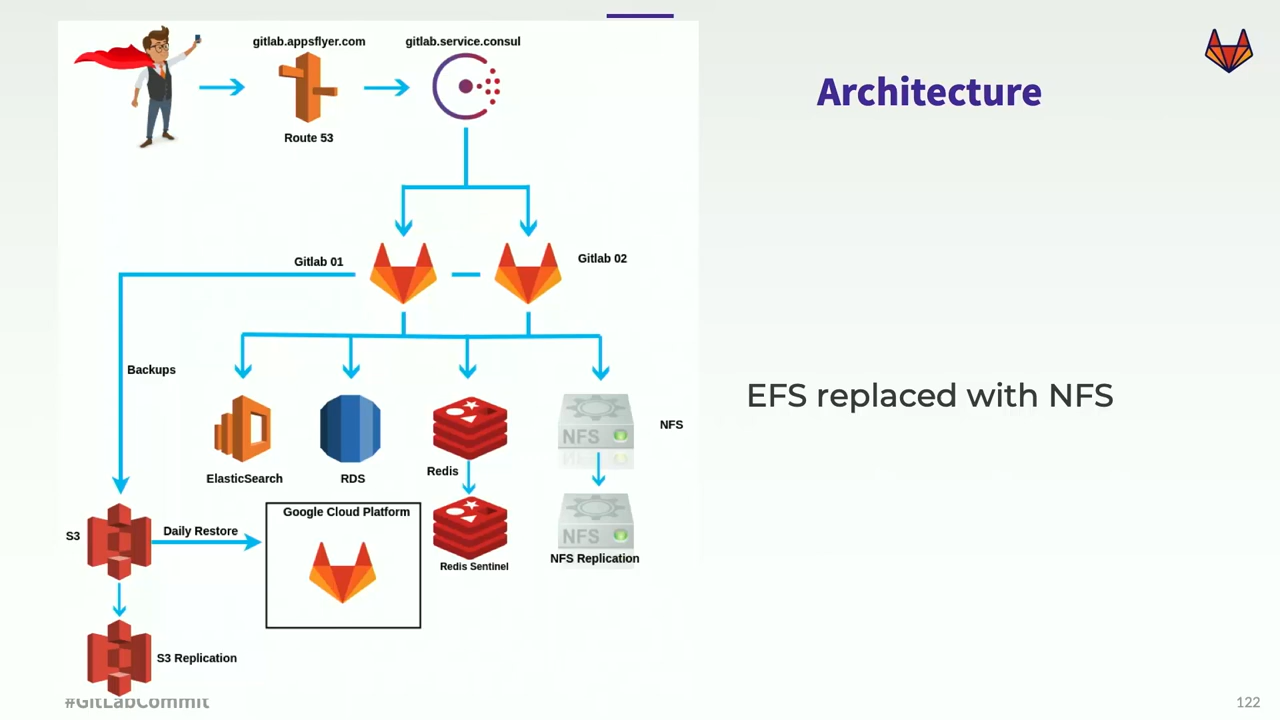 gitlab.appsflyer.com
gitlab.service.consul
Route 53
Architecture
Gitlab 01
Gitlab 02
Backups
EFS replaced with NFS
NFS
NFS
ElasticSearch
RDS
Redis
S3
Daily Restore
Google Cloud Platform
Redis Sentinel
NFS
NFS Replication
S3 Replication
#GitLabCommit
122